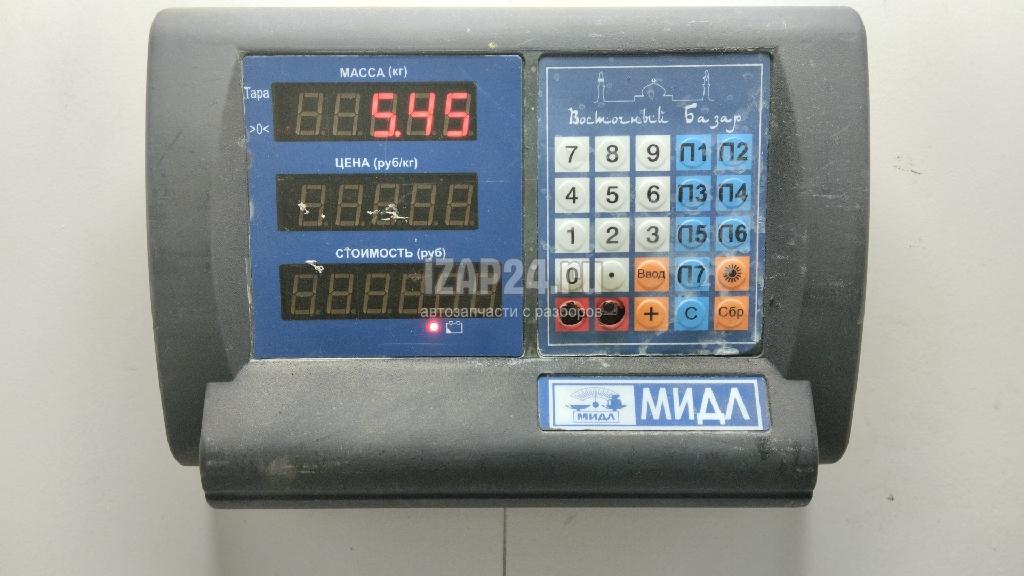 МАССА (кг)
Тара
5.45
>0<
ЦЕНА (руб/кг)
СТОИМОСТЬ (руб)
Восточный Базар
7 8 9 П1 П2
4 5 6 П3 П4
1 2 3 П5 П6
0 . Ввод П7
+ С Сбр
IZAP24.ru
автозапчасти с разборов
МИДЛ
МИДЛ